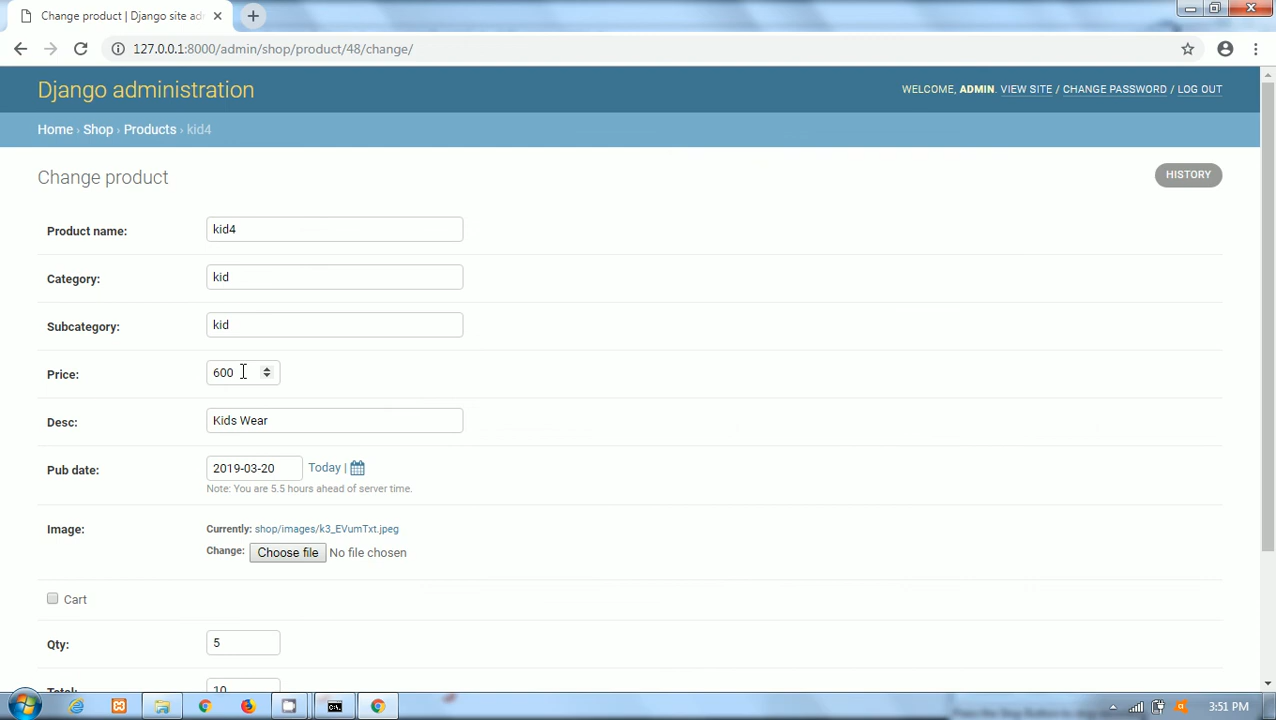 Change product | Django site ad
127.0.0.1:8000/admin/shop/product/48/change/
Django administration
WELCOME, ADMIN. VIEW SITE / CHANGE PASSWORD / LOG OUT
Home › Shop › Products › kid4
Change product
HISTORY
Product name: kid4
Category: kid
Subcategory: kid
Price: 600
Desc: Kids Wear
Pub date: 2019-03-20 Today |
Note: You are 5.5 hours ahead of server time.
Image: Currently: shop/images/k3_EVumTxt.jpeg
Change: Choose file No file chosen
Cart
Qty: 5
Total: 10
3:51 PM